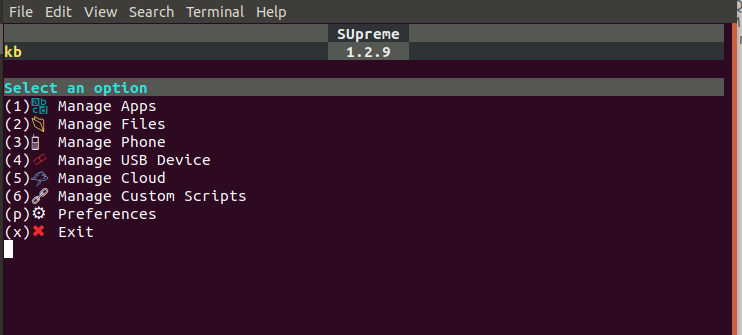 File Edit View Search Terminal Help
SUpreme
kb 1.2.9
Select an option
(1) Manage Apps
(2) Manage Files
(3) Manage Phone
(4) Manage USB Device
(5) Manage Cloud
(6) Manage Custom Scripts
(p) Preferences
(x) Exit